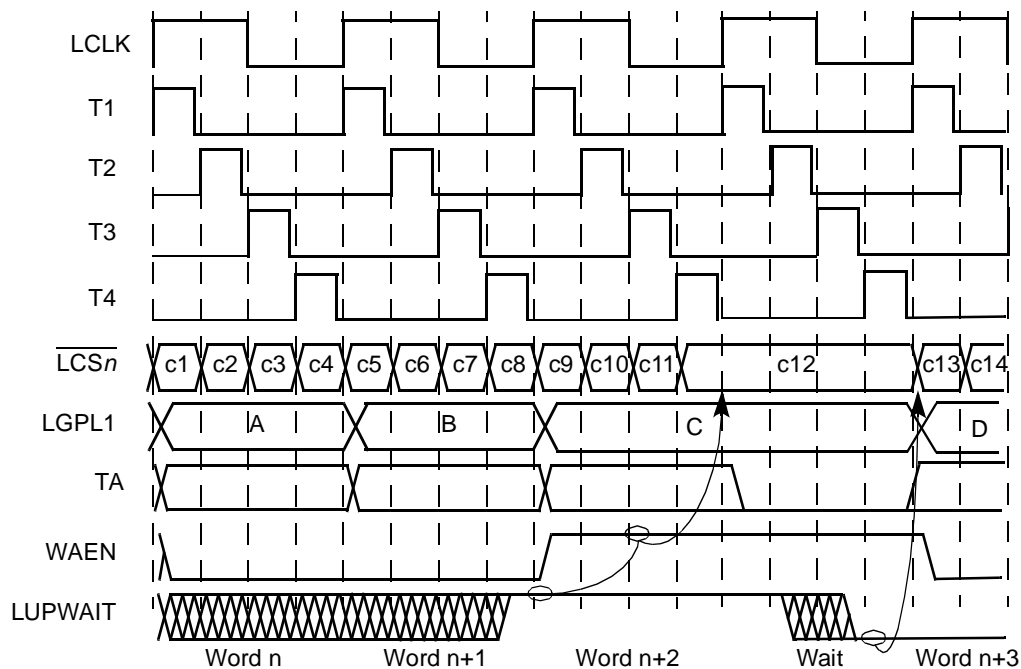 LCLK
T1
T2
T3
T4
LCSn c1 c2 c3 c4 c5 c6 c7 c8 c9 c10 c11 c12 c13 c14
LGPL1 A B C D
TA
WAEN
LUPWAIT
Word n Word n+1 Word n+2 Wait Word n+3